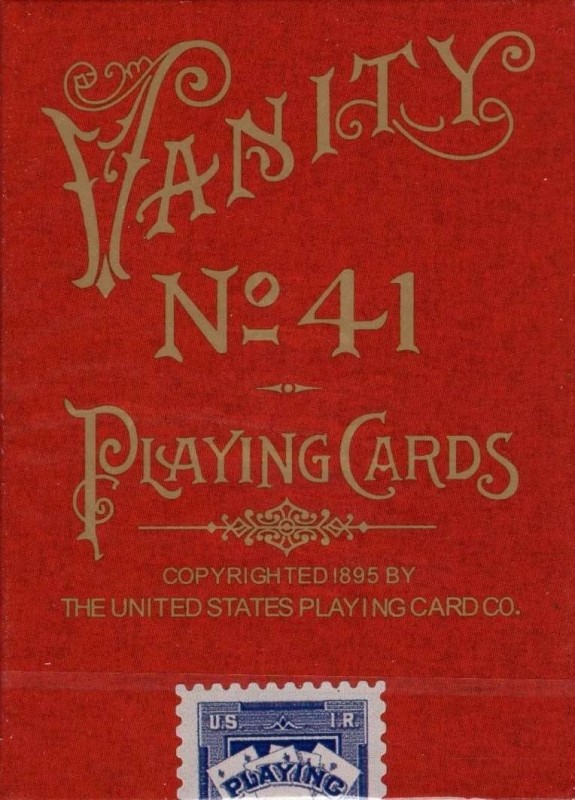 VANITY
No 41
PLAYING CARDS
COPYRIGHTED 1895 BY
THE UNITED STATES PLAYING CARD CO.
U.S. I.R.
PLAYING